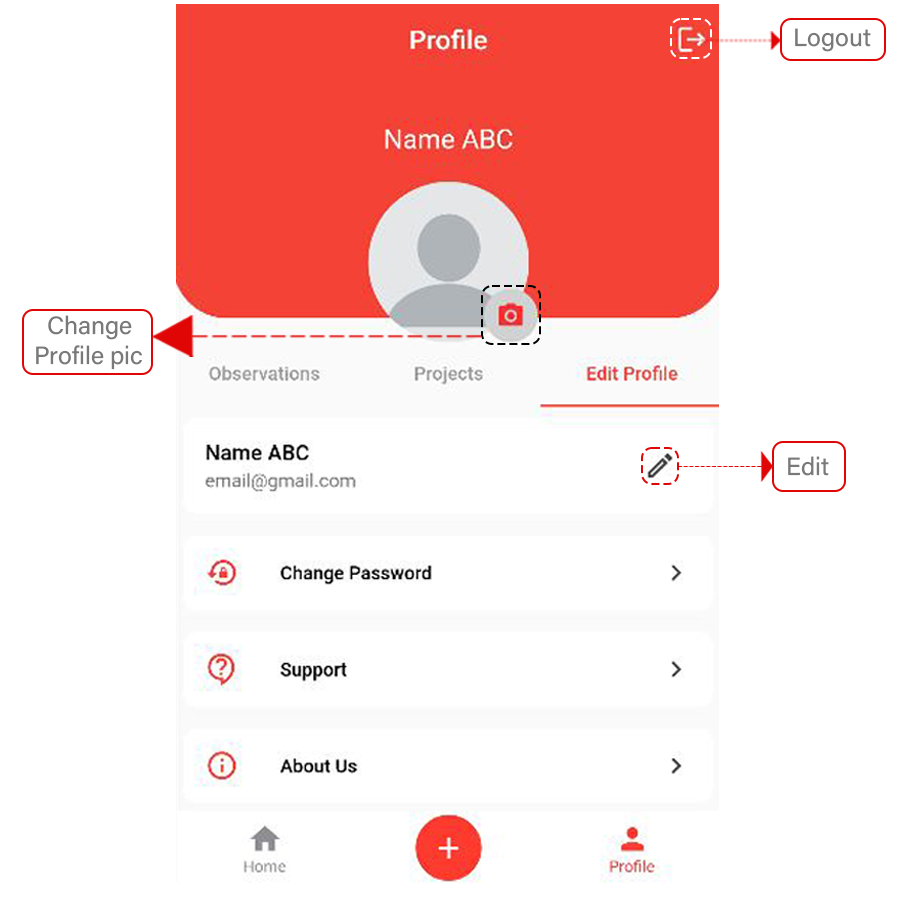 Profile
Logout
Name ABC
Change
Profile pic
Observations
Projects
Edit Profile
Name ABC
email@gmail.com
Edit
Change Password
Support
About Us
Home
Profile